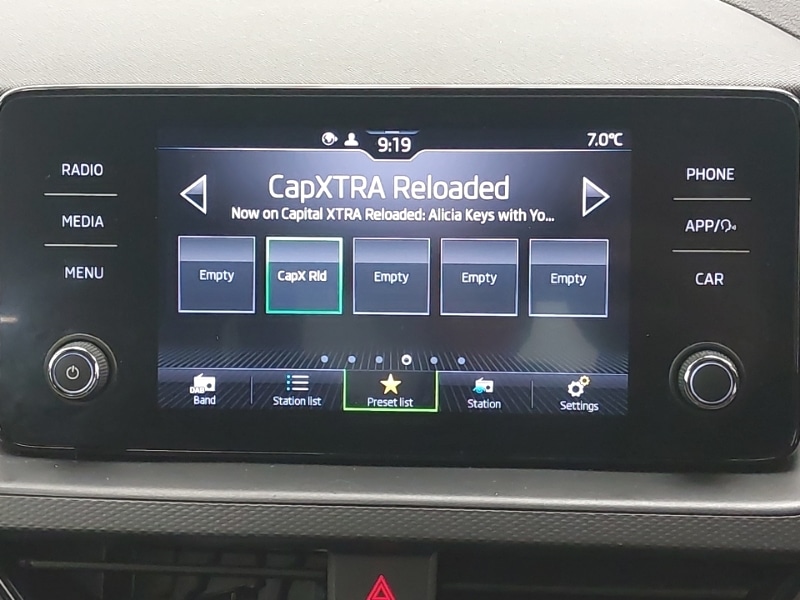 9:19
7.0°C
RADIO
MEDIA
MENU
CapXTRA Reloaded
Now on Capital XTRA Reloaded: Alicia Keys with Yo...
Empty
CapX Rld
Empty
Empty
Empty
PHONE
APP/
CAR
DAB
Band
Station list
Preset list
Station
Settings